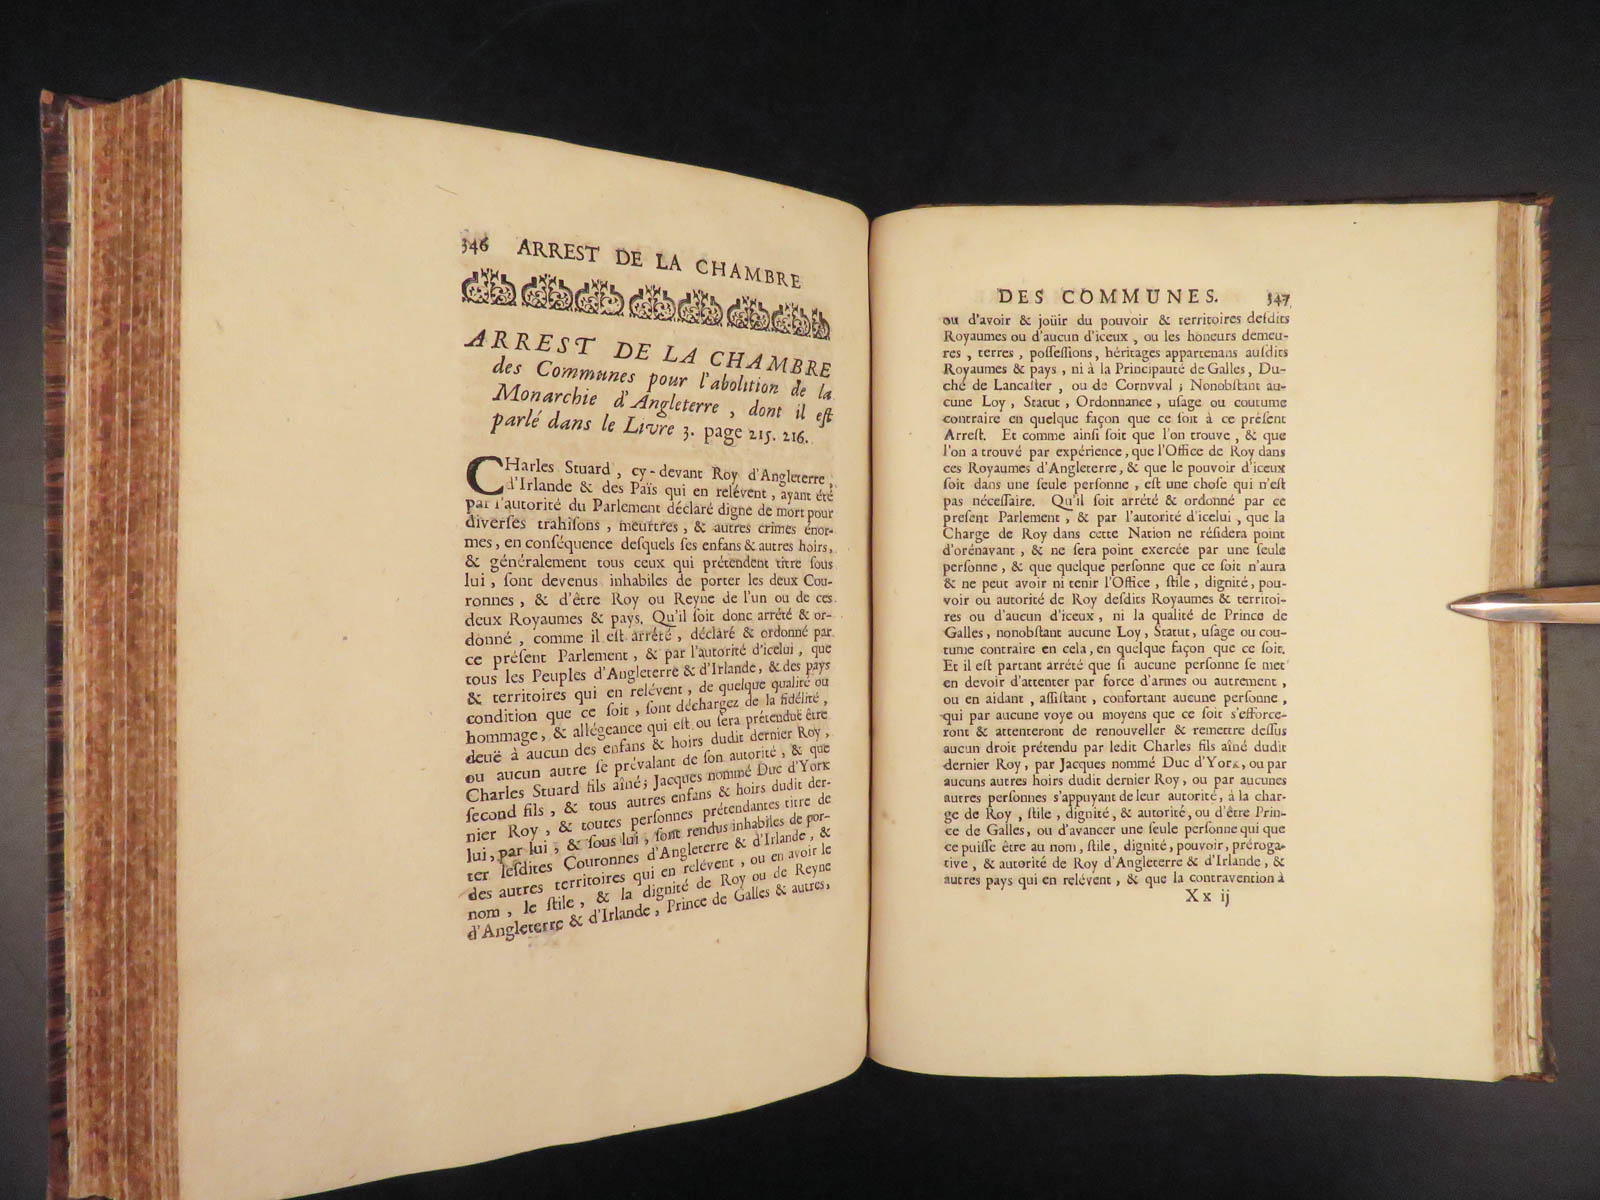 346 ARREST DE LA CHAMBRE
ARREST DE LA CHAMBRE
des Communes pour l'abolition de la
Monarchie d'Angleterre, dont il est
parlé dans le Livre 3. page 215. 216.
CHarles Stuard, cy-devant Roy d'Angleterre,
d'Irlande & des Païs qui en relévent, ayant été
par l'autorité du Parlement déclaré digne de mort pour
diverſes trahiſons, meurtres, & autres crimes énor-
mes, en conſéquence deſquels ſes enfans & autres hoirs,
& généralement tous ceux qui prétendent titre ſous
lui, ſont devenus inhabiles de porter les deux Cou-
ronnes, & d'être Roy ou Reyne de l'un ou de ces
deux Royaumes & pays. Qu'il ſoit donc arrété & or-
donné, comme il eſt arrété, déclaré & ordonné par
ce préſent Parlement, & par l'autorité d'icelui, que
tous les Peuples d'Angleterre & d'Irlande, & des pays
& territoires qui en relévent, de quelque qualité ou
condition que ce ſoit, ſont déchargez de la fidélité,
hommage, & allégeance qui eſt ou ſera prétenduë être
deuë à aucun des enfans & hoirs dudit dernier Roy,
ou aucun autre ſe prévalant de ſon autorité, & que
Charles Stuard fils aîné; Jacques nommé Duc d'York
ſecond fils, & tous autres enfans & hoirs dudit der-
nier Roy, & toutes perſonnes prétendantes titre de
lui, par lui, & ſous lui, ſont rendus inhabiles de por-
ter leſdites Couronnes d'Angleterre & d'Irlande, &
des autres territoires qui en relévent, ou en avoir le
nom, le ſtile, & la dignité de Roy ou de Reyne
d'Angleterre & d'Irlande, Prince de Galles & autres,
DES COMMUNES. 347
ou d'avoir & joüir du pouvoir & territoires deſdits
Royaumes ou d'aucun d'iceux, ou les honeurs demeu-
res, terres, poſſeſſions, héritages appartenans auſdits
Royaumes & pays, ni à la Principauté de Galles, Du-
ché de Lancaſter, ou de Cornvval; Nonobſtant au-
cune Loy, Statut, Ordonnance, uſage ou coutume
contraire en quelque façon que ce ſoit à ce préſent
Arreſt. Et comme ainſi ſoit que l'on trouve, & que
l'on a trouvé par expérience, que l'Office de Roy dans
ces Royaumes d'Angleterre, & que le pouvoir d'iceux
ſoit dans une ſeule perſonne, eſt une choſe qui n'eſt
pas néceſſaire. Qu'il ſoit arrété & ordonné par ce
preſent Parlement, & par l'autorité d'icelui, que la
Charge de Roy dans cette Nation ne réſidera point
d'orénavant, & ne ſera point exercée par une ſeule
perſonne, & que quelque perſonne que ce ſoit n'aura
& ne peut avoir ni tenir l'Office, ſtile, dignité, pou-
voir ou autorité de Roy deſdits Royaumes & territoi-
res ou d'aucun d'iceux, ni la qualité de Prince de
Galles, nonobſtant aucune Loy, Statut, uſage ou cou-
tume contraire en cela, en quelque façon que ce ſoit.
Et il eſt partant arrété que ſi aucune perſonne ſe met
en devoir d'attenter par force d'armes ou autrement,
ou en aidant, aſſiſtant, confortant aucune perſonne,
qui par aucune voye ou moyens que ce ſoit s'efforce-
ront & attenteront de renouveller & remettre deſſus
aucun droit prétendu par ledit Charles fils aîné dudit
dernier Roy, par Jacques nommé Duc d'York, ou par
aucuns autres hoirs dudit dernier Roy, ou par aucunes
autres perſonnes s'appuyant de leur autorité, à la char-
ge de Roy, ſtile, dignité, & autorité, ou d'être Prin-
ce de Galles, ou d'avancer une ſeule perſonne qui que
ce puiſſe être au nom, ſtile, dignité, pouvoir, préroga-
tive, & autorité de Roy d'Angleterre & d'Irlande, &
autres pays qui en relévent, & que la contravention à
Xx ij